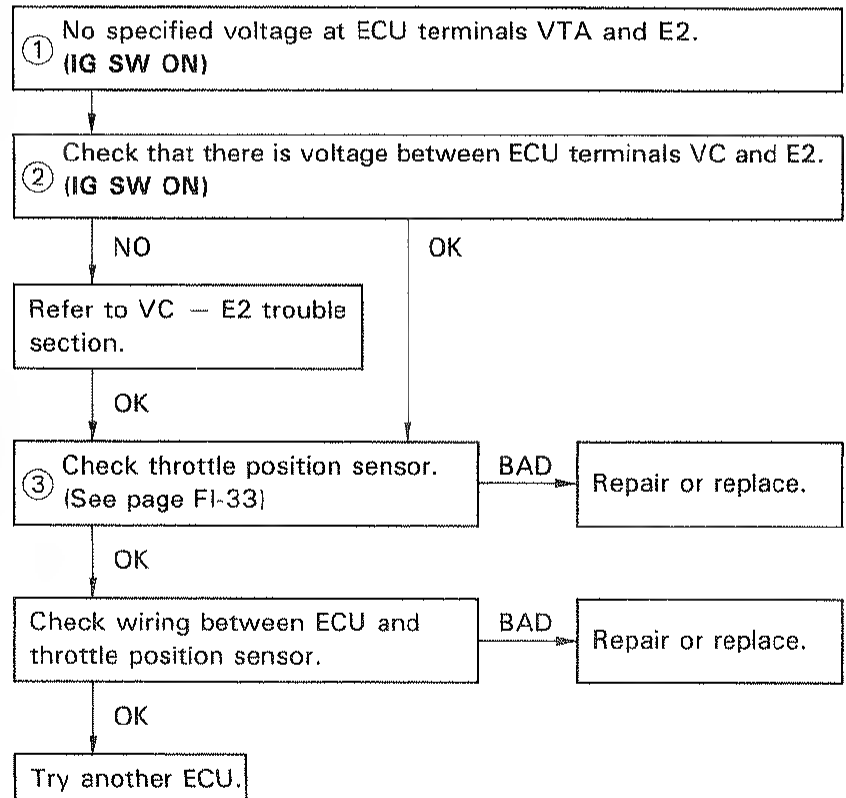 ① No specified voltage at ECU terminals VTA and E2.
(IG SW ON)
② Check that there is voltage between ECU terminals VC and E2.
(IG SW ON)
NO
OK
Refer to VC — E2 trouble
section.
OK
③ Check throttle position sensor.
(See page FI-33)
BAD
Repair or replace.
OK
Check wiring between ECU and
throttle position sensor.
BAD
Repair or replace.
OK
Try another ECU.